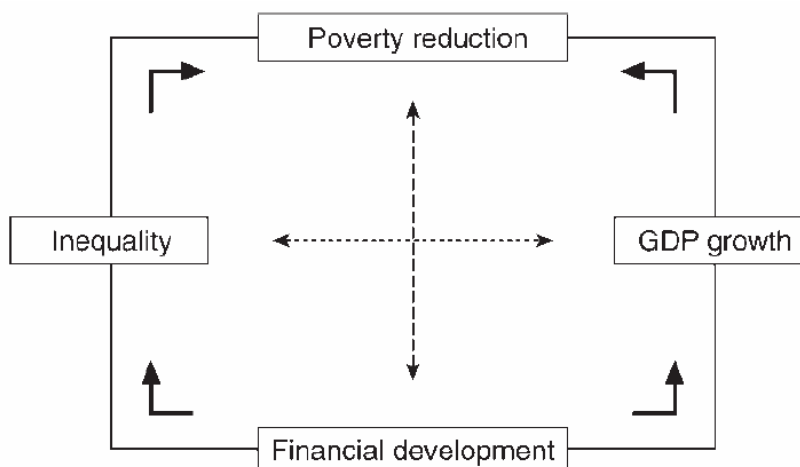 Poverty reduction
Inequality
GDP growth
Financial development